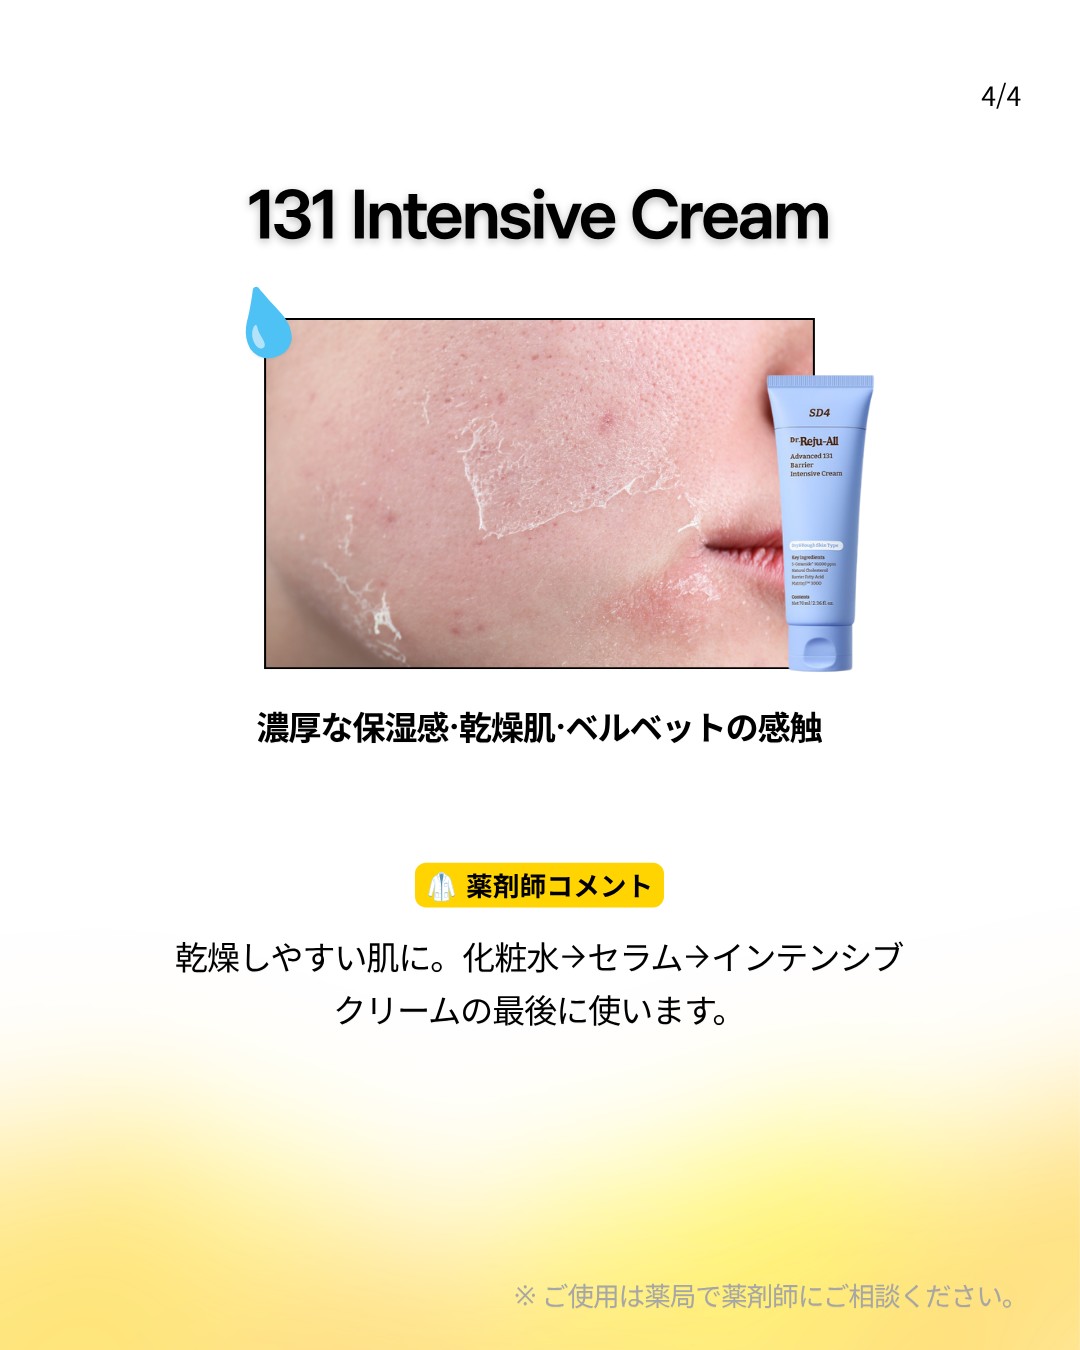 4/4
131 Intensive Cream
SD4
Dr.Reju-All
Advanced 131
Barrier
Intensive Cream
Key Ingredients
Contents
濃厚な保湿感·乾燥肌·ベルベットの感触
薬剤師コメント
乾燥しやすい肌に。化粧水→セラム→インテンシブ
クリームの最後に使います。
※ ご使用は薬局で薬剤師にご相談ください。